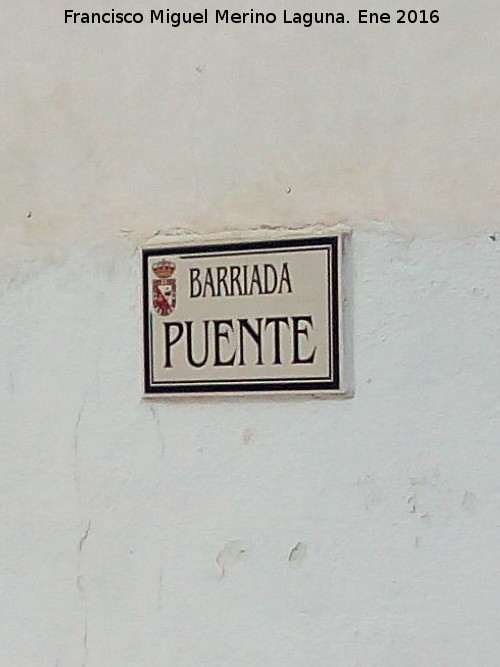 Francisco Miguel Merino Laguna. Ene 2016
BARRIADA
PUENTE